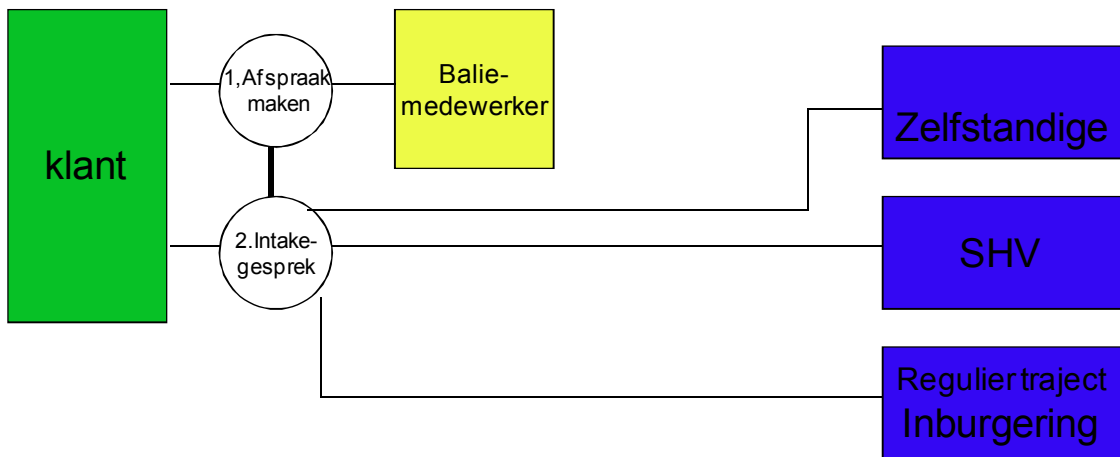 klant
1,Afspraak
maken
Balie-
medewerker
Zelfstandige
2.Intake-
gesprek
SHV
Regulier traject
Inburgering